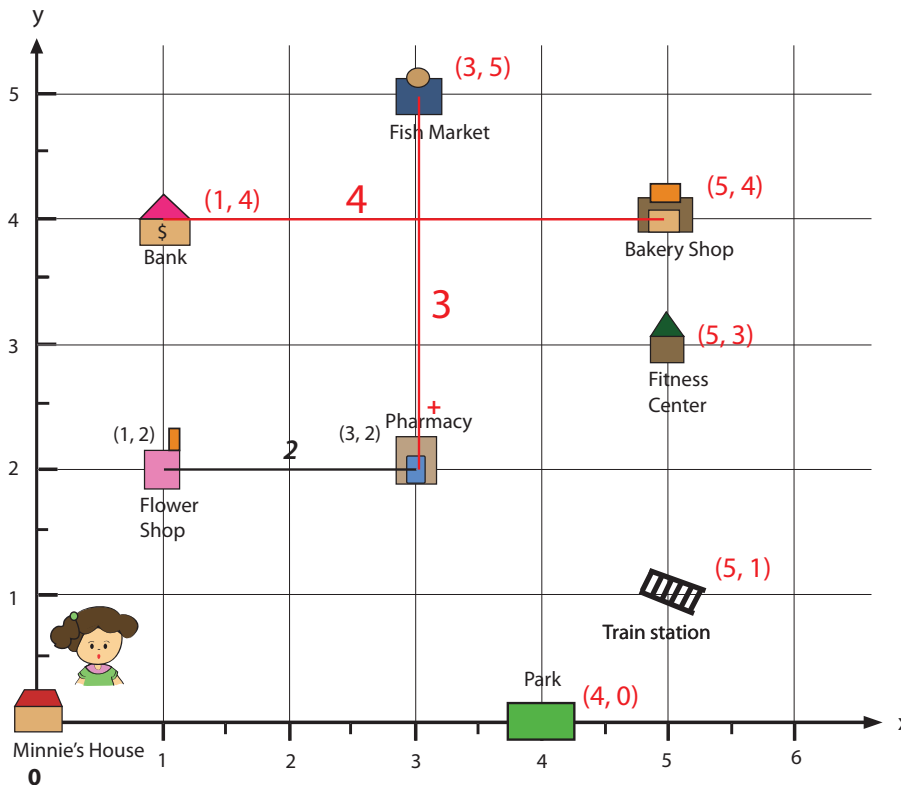 y
(3, 5)
5
Fish Market
(1, 4)
4
(5, 4)
4
$
Bank
Bakery Shop
3
(5, 3)
3
Fitness
Center
+
Pharmacy
(1, 2)
(3, 2)
2
2
Flower
Shop
(5, 1)
1
Train station
Park
(4, 0)
x
Minnie's House
1
2
3
4
5
6
0